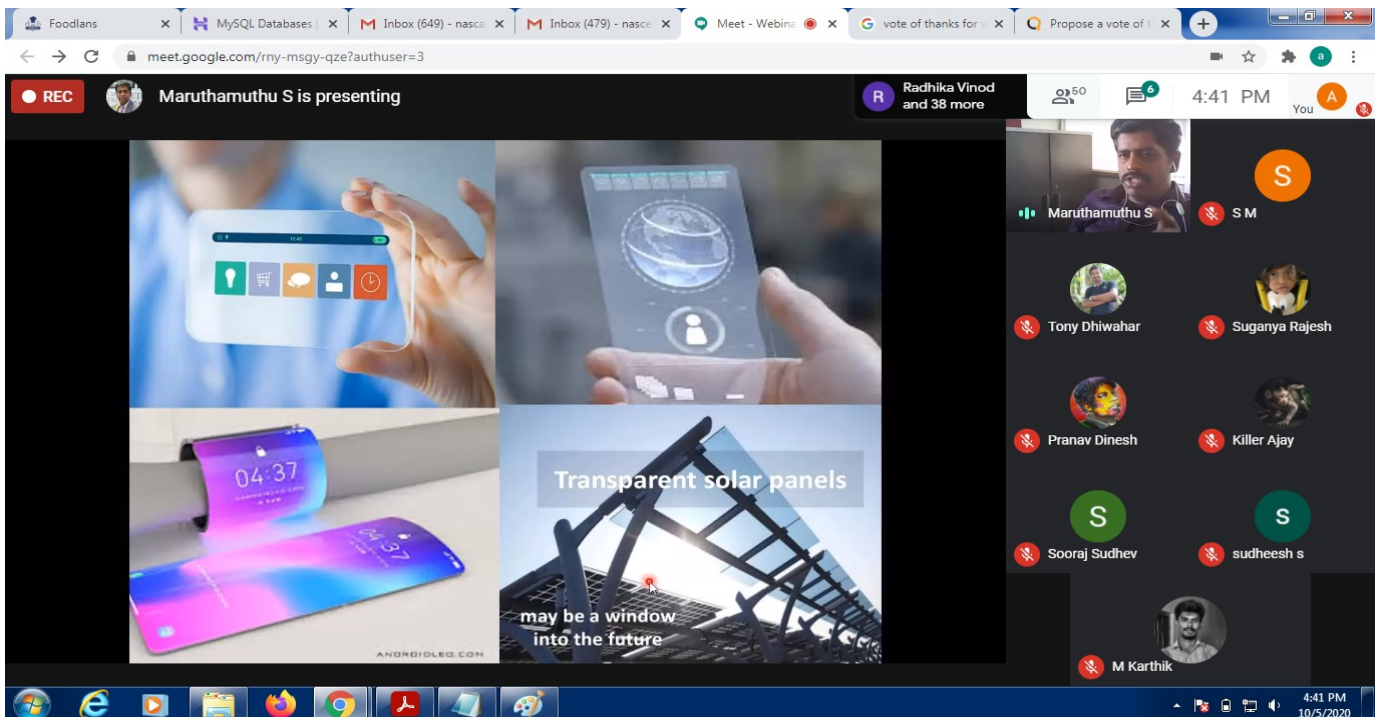 Foodlans
MySQL Databases |
Inbox (649) - nasca
Inbox (479) - nasce
Meet - Webina
vote of thanks for
Propose a vote of t
meet.google.com/rny-msgy-qze?authuser=3
a
REC
Maruthamuthu S is presenting
R
Radhika Vinod
and 38 more
50
6
4:41 PM
You
A
04:37
04:37
ANDROIDLEO.COM
Transparent solar panels
may be a window
into the future
Maruthamuthu S
S
S M
Tony Dhiwahar
Suganya Rajesh
Pranav Dinesh
Killer Ajay
S
Sooraj Sudhev
s
sudheesh s
M Karthik
4:41 PM
10/5/2020